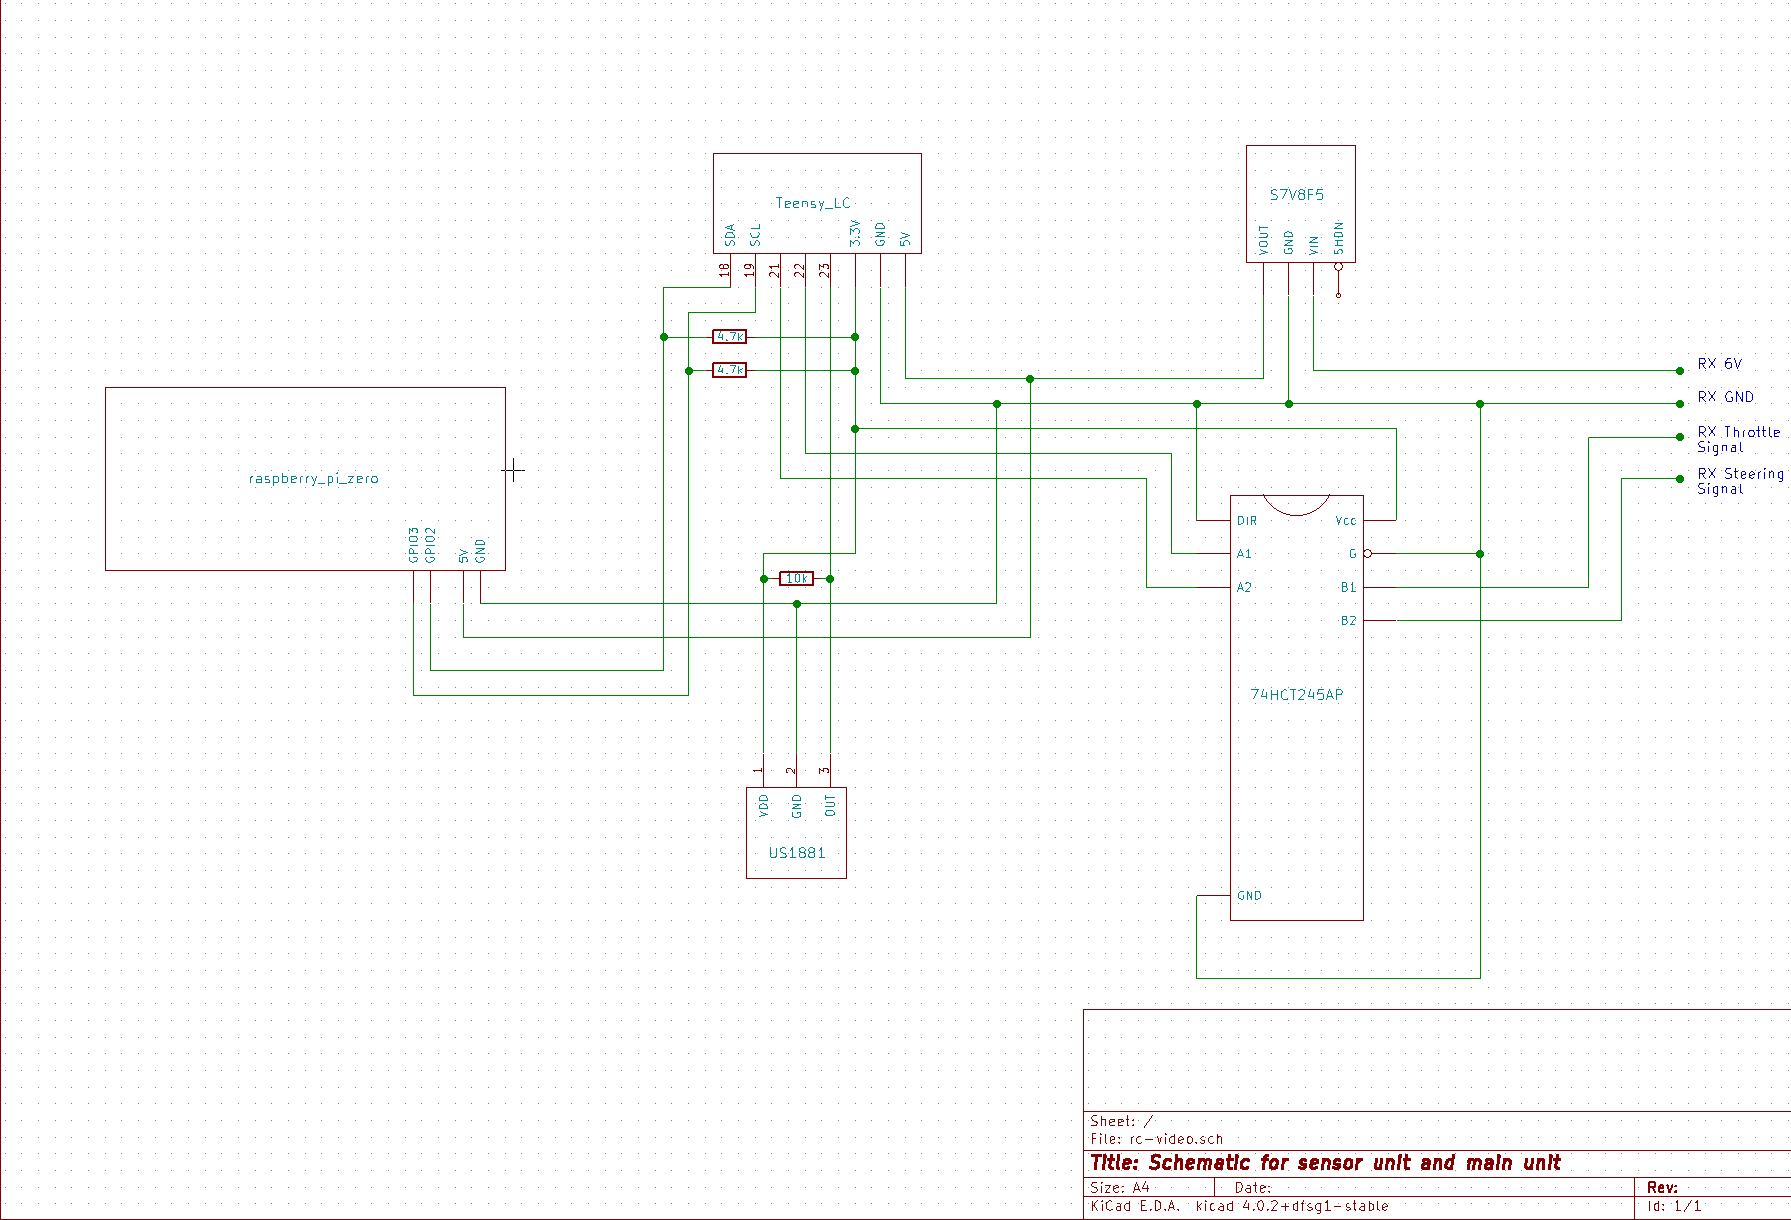 Teensy_LC
SDA
SCL
3.3V
GND
5V
18
19
21
22
23
S7V8F5
VOUT
GND
VIN
SHDN
4.7k
4.7k
RX 6V
RX GND
RX Throttle
Signal
RX Steering
Signal
raspberry_pi_zero
GPIO3
GPIO2
5V
GND
DIR
Vcc
A1
G
A2
B1
B2
74HCT245AP
GND
10k
1
2
3
VDD
GND
OUT
US1881
Sheet: /
File: rc-video.sch
Title: Schematic for sensor unit and main unit
Size: A4
Date:
Rev:
KiCad E.D.A. kicad 4.0.2+dfsg1-stable
Id: 1/1